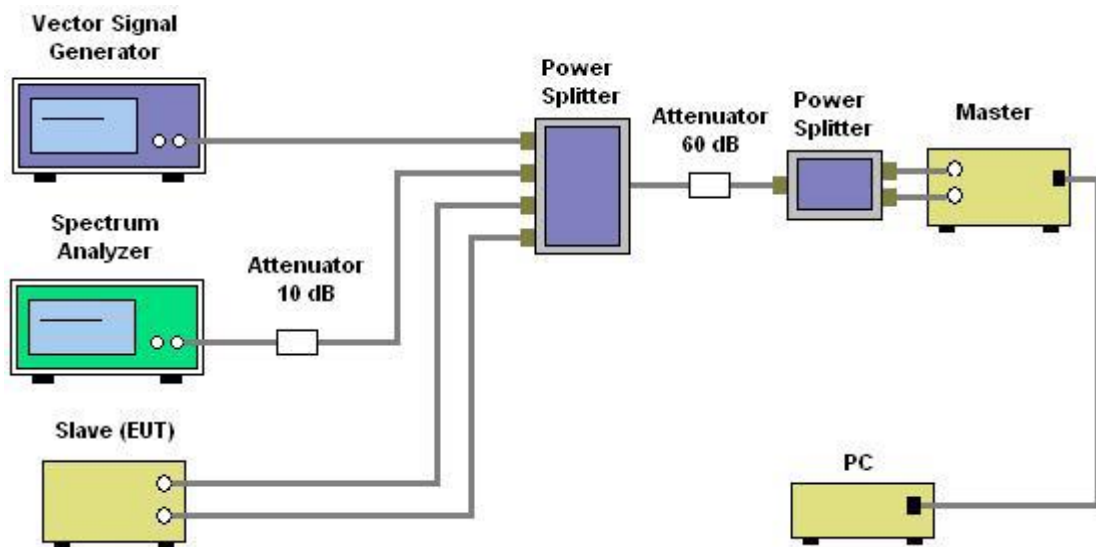 Vector Signal
Generator
Power
Splitter
Attenuator
60 dB
Power
Splitter
Master
Spectrum
Analyzer
Attenuator
10 dB
Slave (EUT)
PC